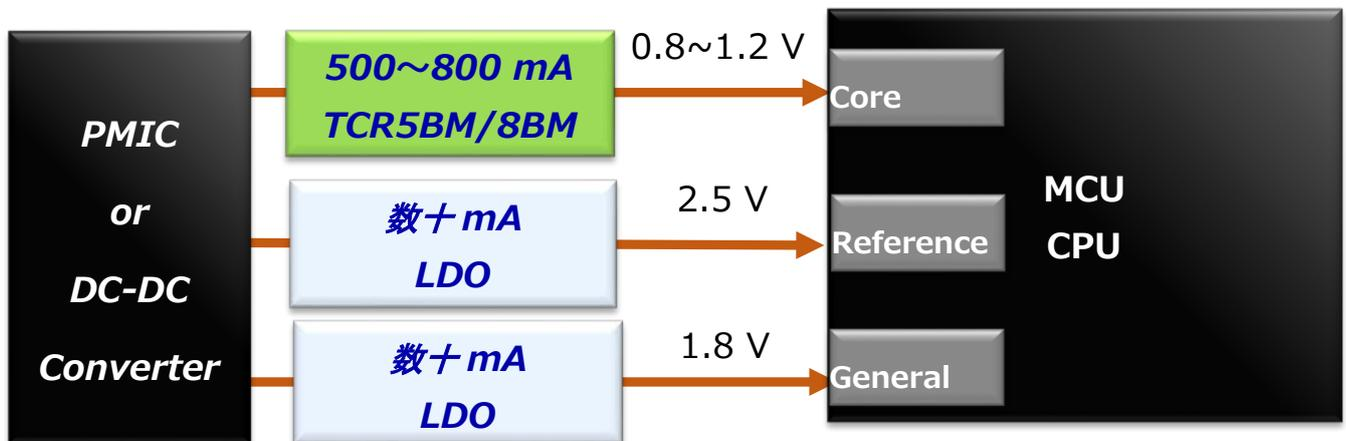 PMIC
or
DC-DC
Converter
500～800 mA
TCR5BM/8BM
0.8~1.2 V
Core
数十mA
LDO
2.5 V
Reference
数十mA
LDO
1.8 V
General
MCU
CPU